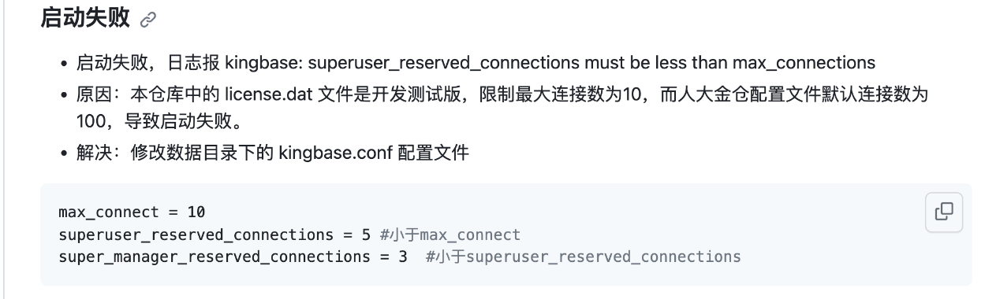 启动失败
启动失败，日志报 kingbase: superuser_reserved_connections must be less than max_connections
原因：本仓库中的 license.dat 文件是开发测试版，限制最大连接数为10，而人大金仓配置文件默认连接数为
100，导致启动失败。
解决：修改数据目录下的 kingbase.conf 配置文件
max_connect = 10
superuser_reserved_connections = 5 #小于max_connect
super_manager_reserved_connections = 3  #小于superuser_reserved_connections